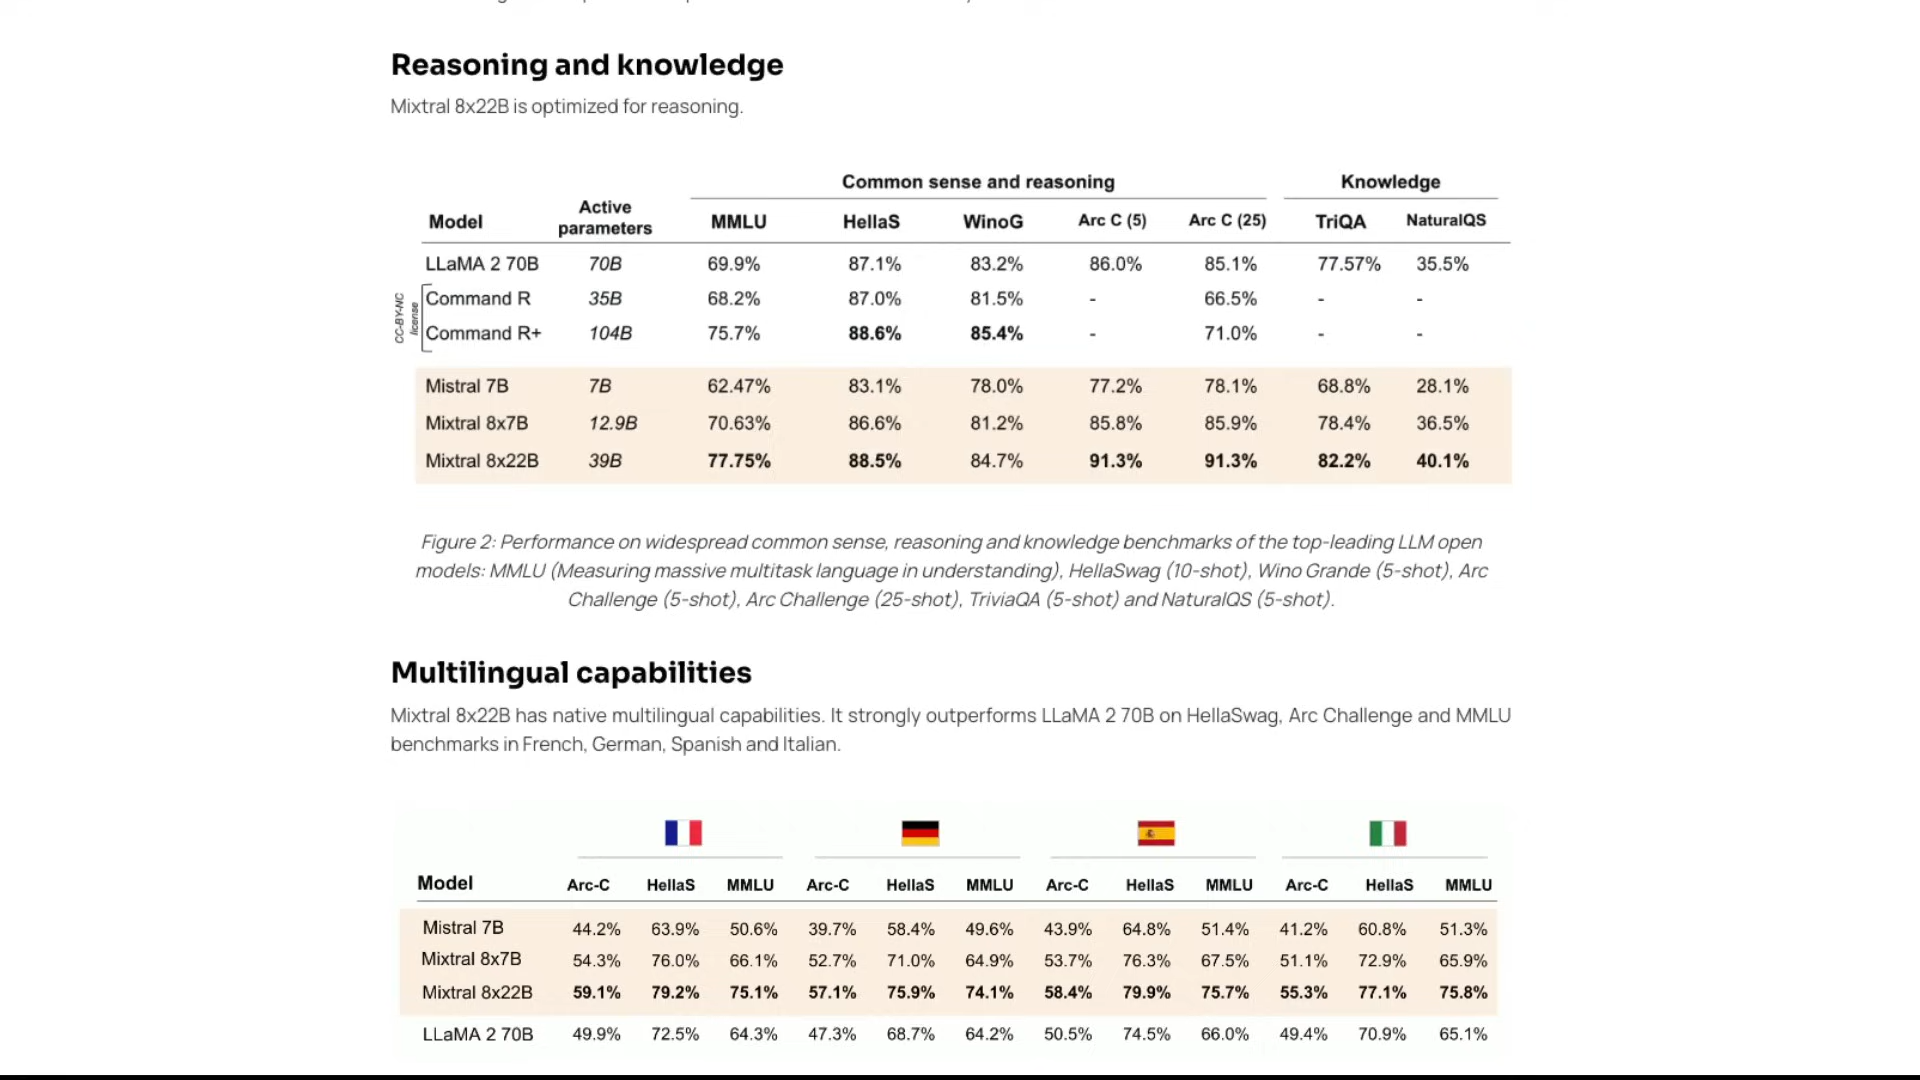 Reasoning and knowledge
Mixtral 8x22B is optimized for reasoning.
Common sense and reasoning Knowledge
Model Active parameters MMLU HellaS WinoG Arc C (5) Arc C (25) TriQA NaturalQS
LLaMA 2 70B 70B 69.9% 87.1% 83.2% 86.0% 85.1% 77.57% 35.5%
CC-BY-NC license
Command R 35B 68.2% 87.0% 81.5% - 66.5% - -
Command R+ 104B 75.7% 88.6% 85.4% - 71.0% - -
Mistral 7B 7B 62.47% 83.1% 78.0% 77.2% 78.1% 68.8% 28.1%
Mixtral 8x7B 12.9B 70.63% 86.6% 81.2% 85.8% 85.9% 78.4% 36.5%
Mixtral 8x22B 39B 77.75% 88.5% 84.7% 91.3% 91.3% 82.2% 40.1%
Figure 2: Performance on widespread common sense, reasoning and knowledge benchmarks of the top-leading LLM open
models: MMLU (Measuring massive multitask language in understanding), HellaSwag (10-shot), Wino Grande (5-shot), Arc
Challenge (5-shot), Arc Challenge (25-shot), TriviaQA (5-shot) and NaturalQS (5-shot).
Multilingual capabilities
Mixtral 8x22B has native multilingual capabilities. It strongly outperforms LLaMA 2 70B on HellaSwag, Arc Challenge and MMLU
benchmarks in French, German, Spanish and Italian.
Model Arc-C HellaS MMLU Arc-C HellaS MMLU Arc-C HellaS MMLU Arc-C HellaS MMLU
Mistral 7B 44.2% 63.9% 50.6% 39.7% 58.4% 49.6% 43.9% 64.8% 51.4% 41.2% 60.8% 51.3%
Mixtral 8x7B 54.3% 76.0% 66.1% 52.7% 71.0% 64.9% 53.7% 76.3% 67.5% 51.1% 72.9% 65.9%
Mixtral 8x22B 59.1% 79.2% 75.1% 57.1% 75.9% 74.1% 58.4% 79.9% 75.7% 55.3% 77.1% 75.8%
LLaMA 2 70B 49.9% 72.5% 64.3% 47.3% 68.7% 64.2% 50.5% 74.5% 66.0% 49.4% 70.9% 65.1%